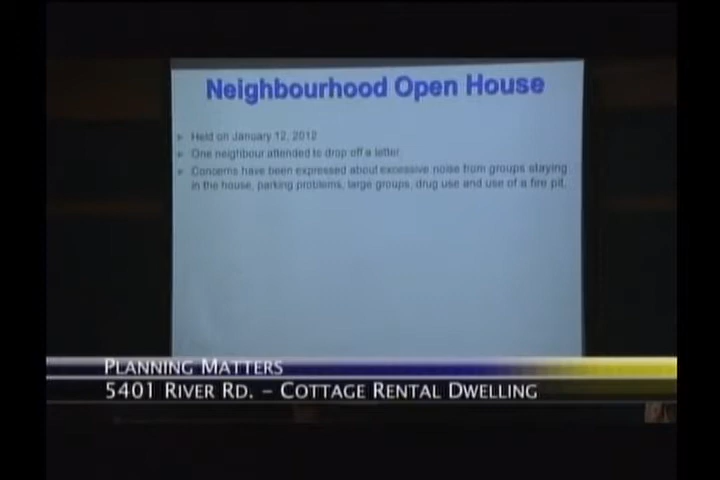 Neighbourhood Open House
Held on January 12, 2012
One neighbour attended to drop off a letter.
Concerns have been expressed about excessive noise from groups staying
in the house, parking problems, large groups, drug use and use of a fire pit.
PLANNING MATTERS
5401 RIVER RD. – COTTAGE RENTAL DWELLING